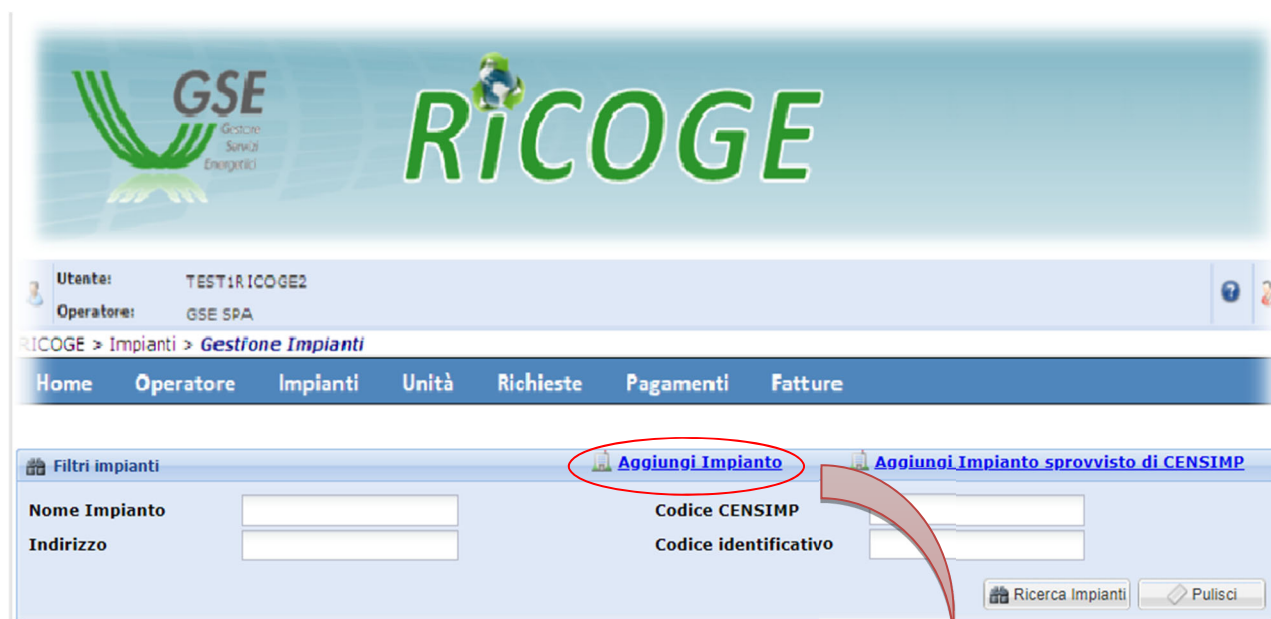 GSE
Gestore
Servizi
Energetici
RiCOGE
Utente: TEST1RICOGE2
Operatore: GSE SPA
RICOGE > Impianti > Gestione Impianti
Home Operatore Impianti Unità Richieste Pagamenti Fatture
Filtri impianti Aggiungi Impianto Aggiungi Impianto sprovvisto di CENSIMP
Nome Impianto Codice CENSIMP
Indirizzo Codice identificativo
Ricerca Impianti Pulisci